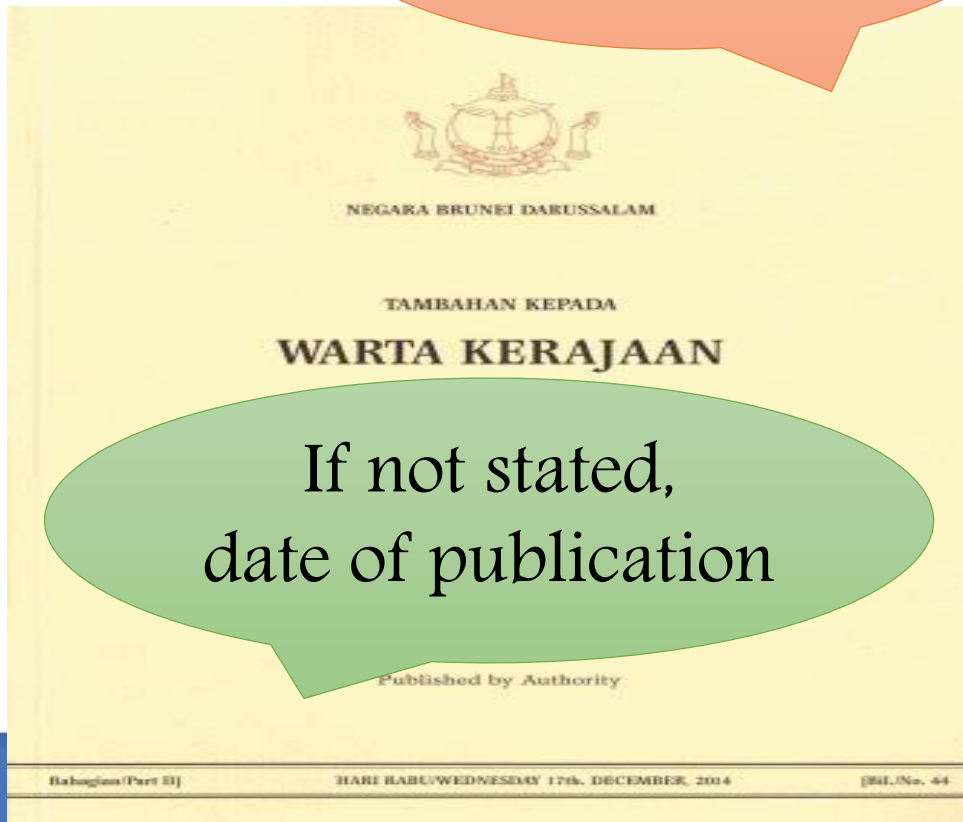 NEGARA BRUNEI DARUSSALAM
TAMBAHAN KEPADA
WARTA KERAJAAN
If not stated,
date of publication
Published by Authority
Bahagian/Part II] HARI RABU/WEDNESDAY 17th. DECEMBER, 2014 [Bil./No. 44